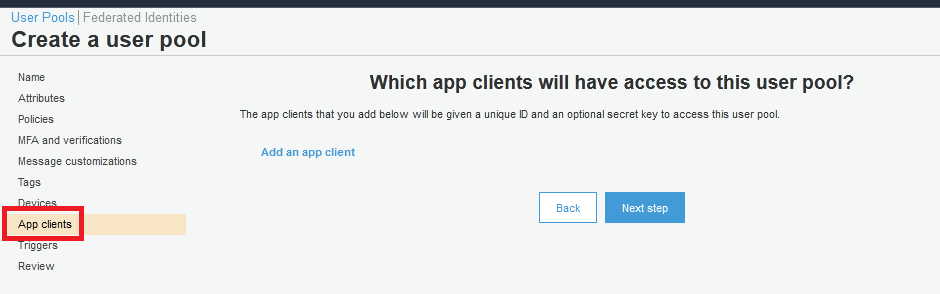 User Pools | Federated Identities
Create a user pool
Name
Attributes
Policies
MFA and verifications
Message customizations
Tags
Devices
App clients
Triggers
Review
Which app clients will have access to this user pool?
The app clients that you add below will be given a unique ID and an optional secret key to access this user pool.
Add an app client
Back
Next step